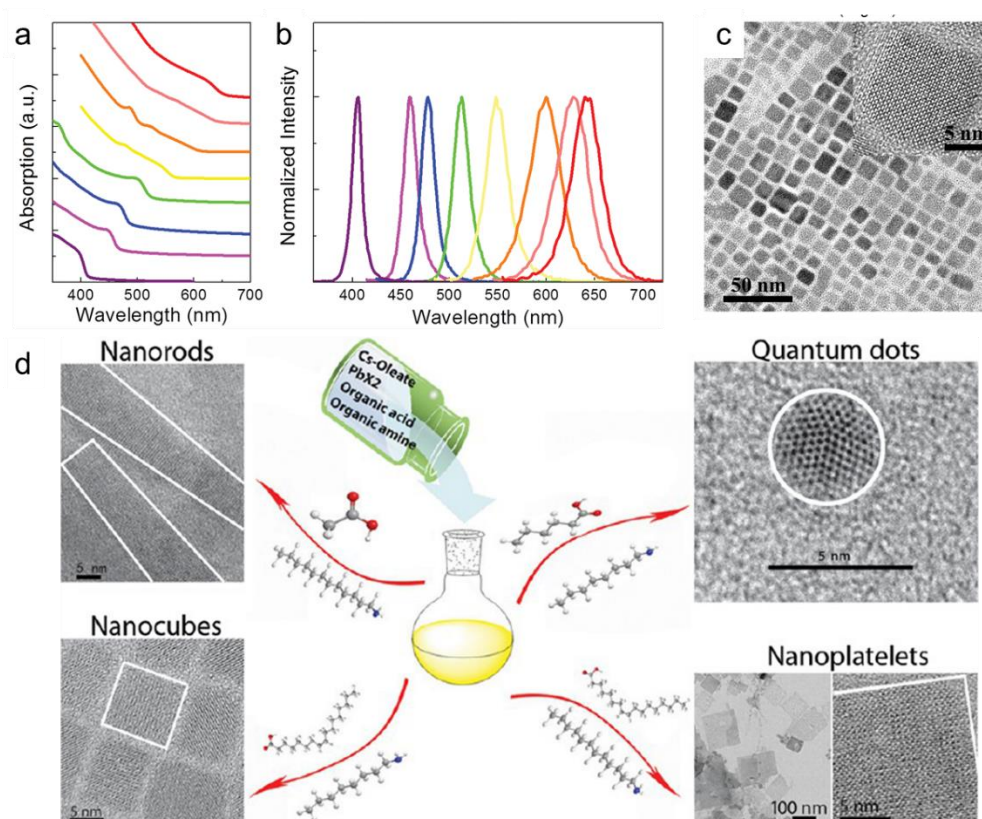 a
Absorption (a.u.)
400 500 600 700
Wavelength (nm)
b
Normalized Intensity
400 450 500 550 600 650 700
Wavelength (nm)
c
5 nm
50 nm
d
Nanorods
5 nm
Cs-Oleate
PbX2
Organic acid
Organic amine
Quantum dots
5 nm
Nanocubes
5 nm
Nanoplatelets
100 nm
5nm